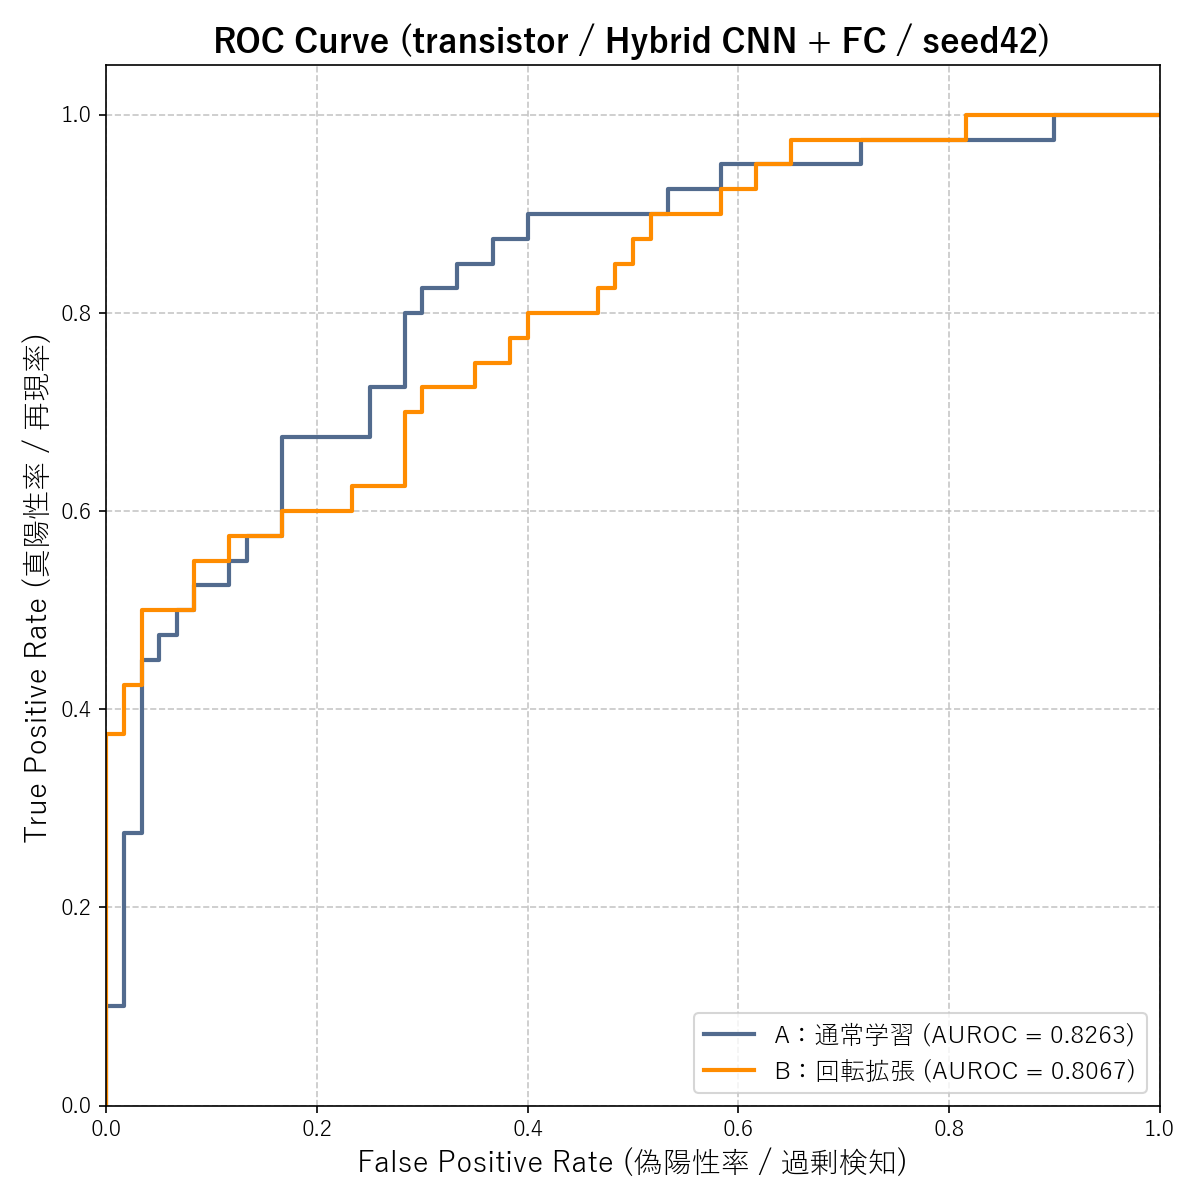 ROC Curve (transistor / Hybrid CNN + FC / seed42)
True Positive Rate (真陽性率 / 再現率)
1.0
0.8
0.6
0.4
0.2
0.0
0.0 0.2 0.4 0.6 0.8 1.0
False Positive Rate (偽陽性率 / 過剰検知)
A：通常学習 (AUROC = 0.8263)
B：回転拡張 (AUROC = 0.8067)